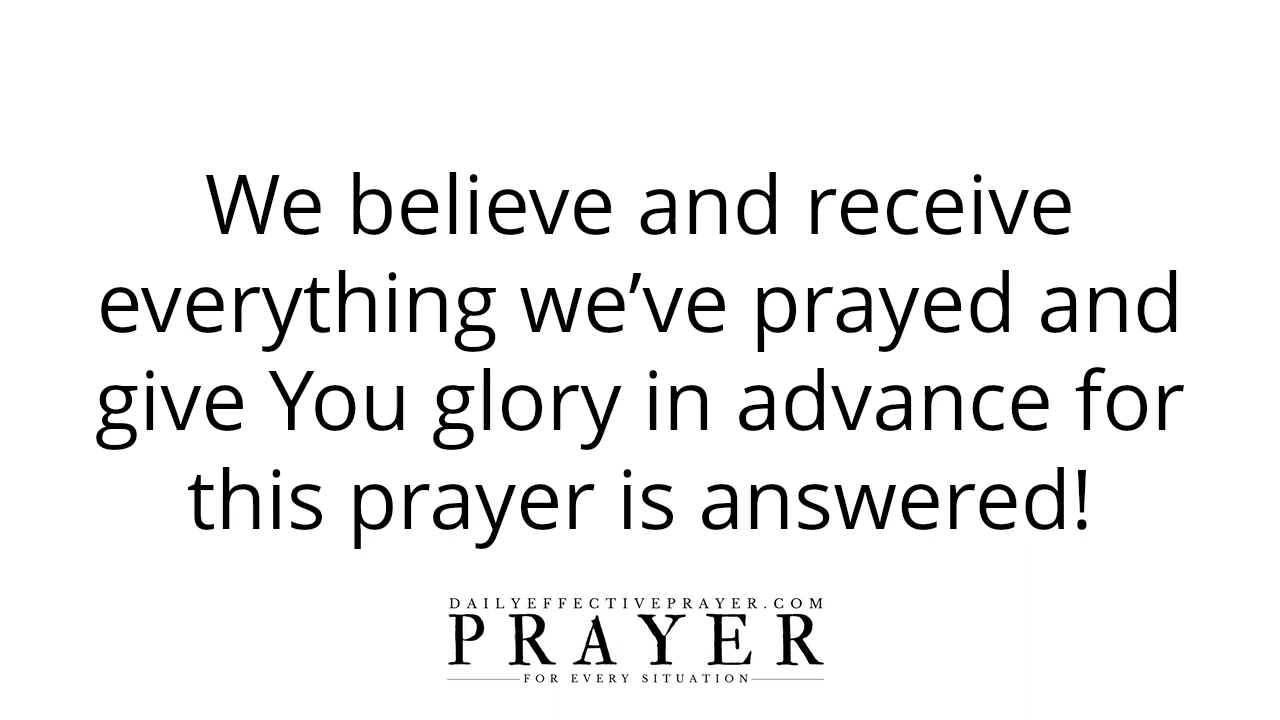 We believe and receive
everything we’ve prayed and
give You glory in advance for
this prayer is answered!
DAILYEFFECTIVEPRAYER.COM
PRAYER
FOR EVERY SITUATION